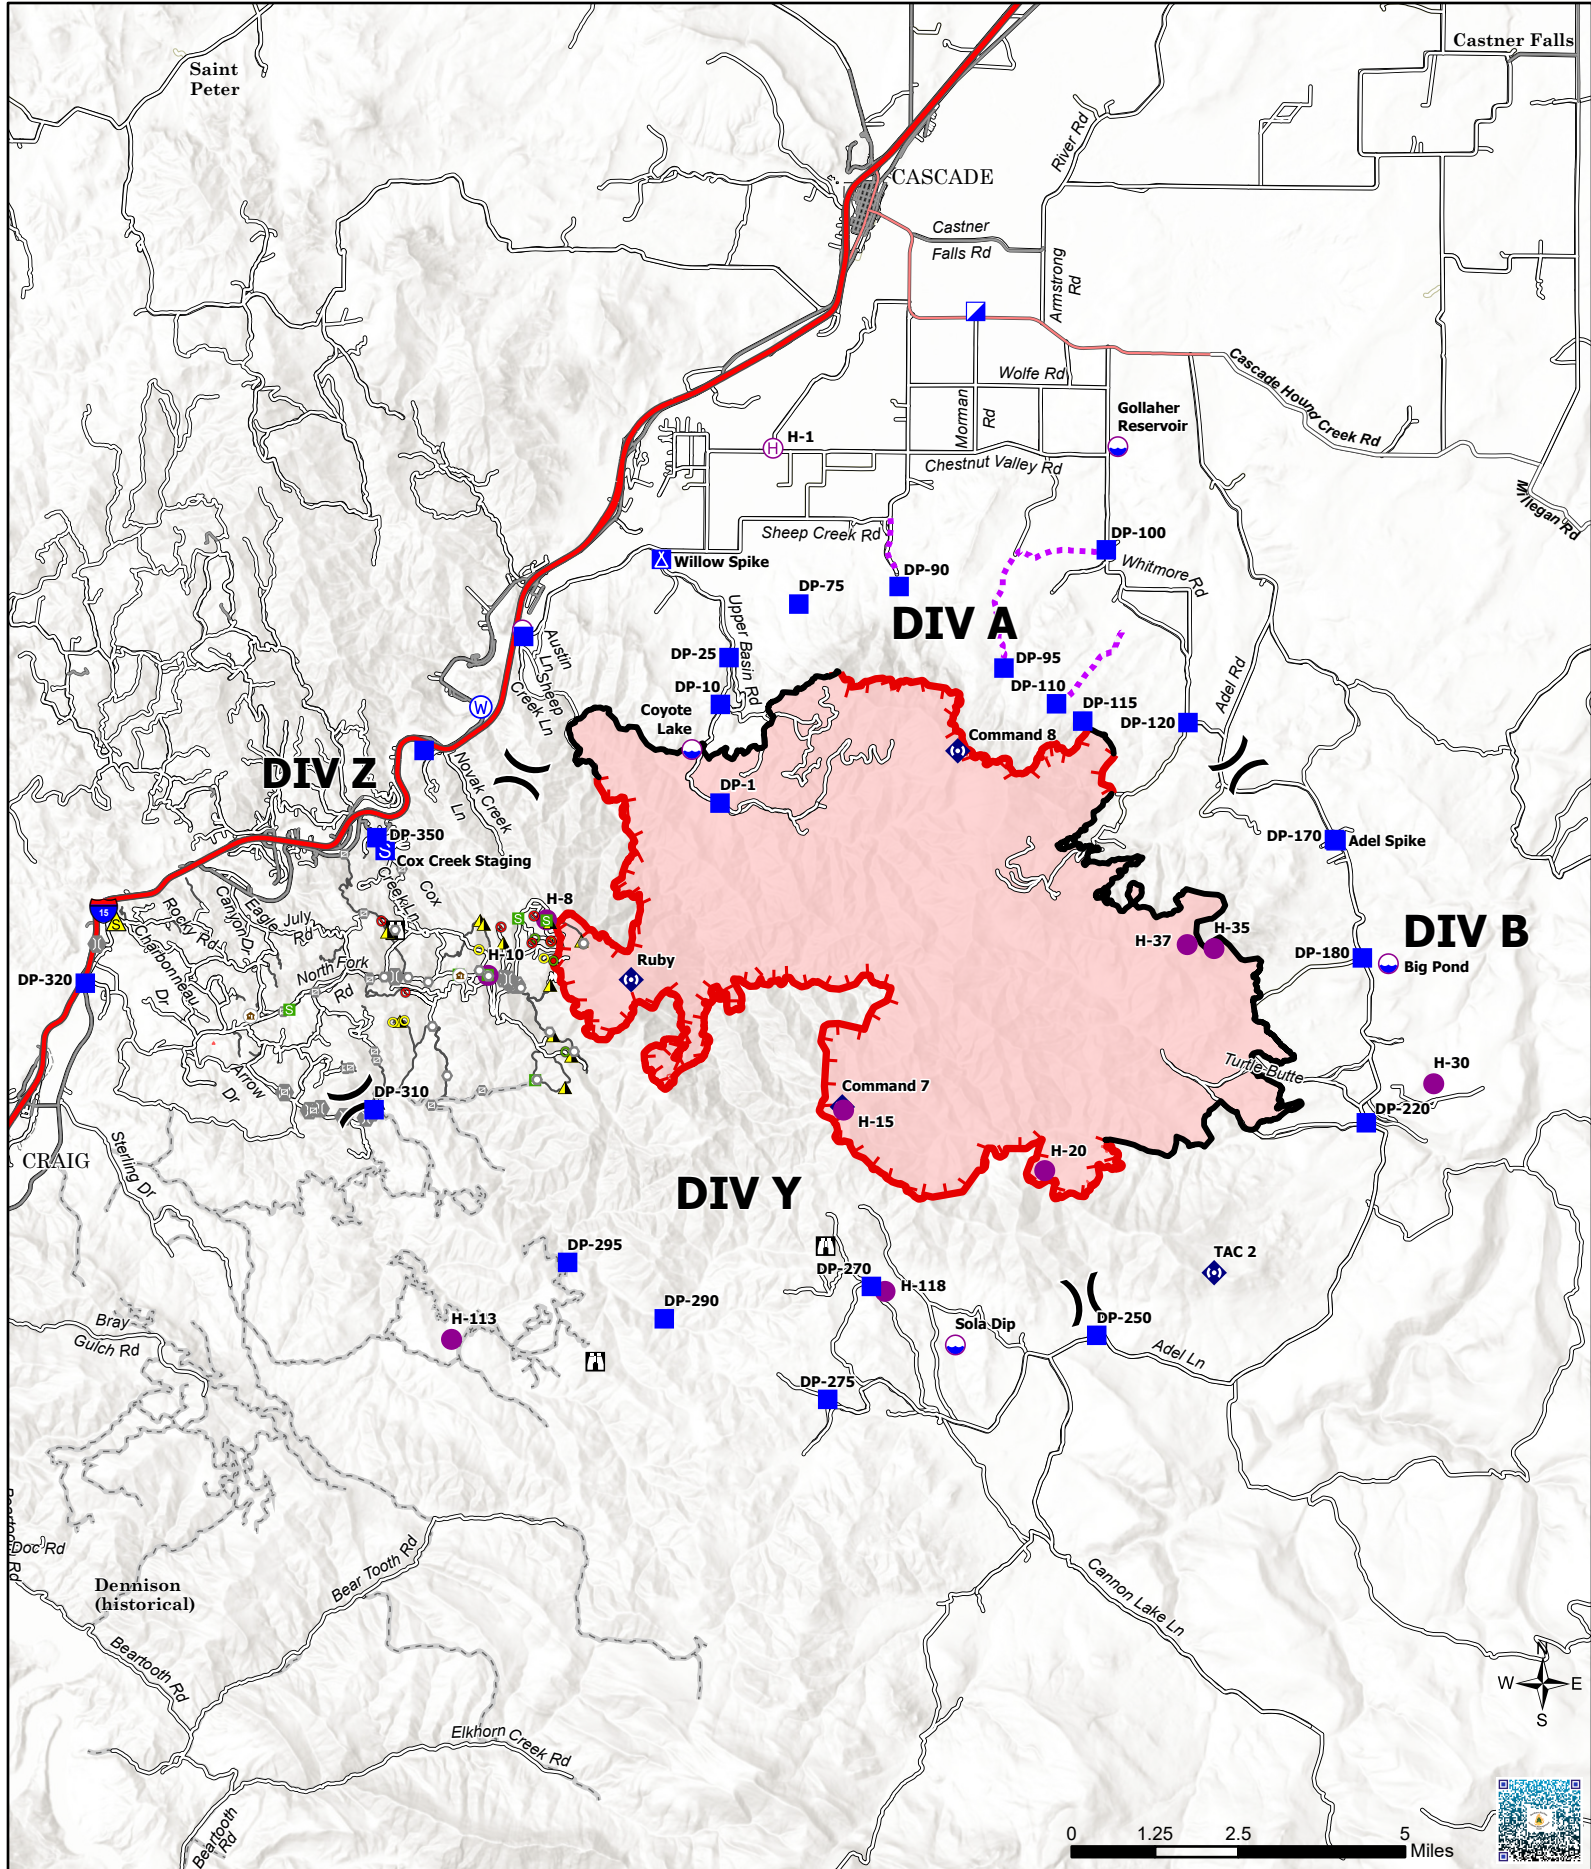 Castner Falls
Saint
Peter
River Rd
CASCADE
Castner
Falls Rd
Armstrong
Rd
Cascade Hound Creek Rd
Wolfe Rd
Morman
Rd
Gollaher
Reservoir
H
H-1
Chestnut Valley Rd
Millegan Rd
Sheep Creek Rd
DP-100
Willow Spike
Whitmore Rd
DP-90
DP-75
DIV A
Upper Basin Rd
Austin
Ln
Sheep
Creek Ln
DP-25
DP-95
DP-10
DP-110
Adel Rd
W
Coyote
Lake
DP-115
DP-120
Command 8
DIV Z
Novak Creek
Ln
DP-1
DP-350
S
Cox Creek Staging
DP-170
Adel Spike
Cox
Creek Ln
15
S
Rocky Rd
Canyon Dr
Eagle
July
Rd
H-8
S
S
DIV B
H-35
H-37
Charbonneau
Dr
North Fork
Rd
H-10
Ruby
DP-180
Big Pond
DP-320
S
Arrow
Dr
Turtle Butte
H-30
DP-310
Command 7
H-15
DP-220
CRAIG
Sterling Dr
H-20
DIV Y
DP-295
TAC 2
DP-270
H-118
DP-290
Bray
Gulch Rd
H-113
Sola Dip
DP-250
Adel Ln
DP-275
Beartooth Rd
Doc Rd
Dennison
(historical)
Bear Tooth Rd
Cannon Lake Ln
Beartooth Rd
N
W E
S
Elkhorn Creek Rd
Beartooth
Rd
0 1.25 2.5 5
Miles